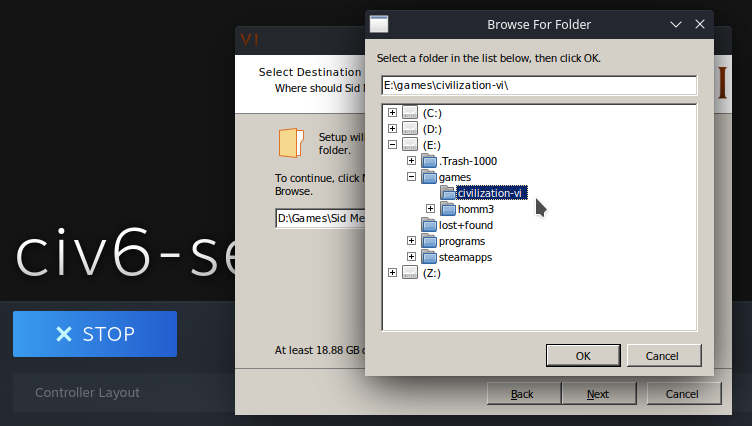 Browse For Folder
Select a folder in the list below, then click OK.
E:\games\civilization-vi\
(C:)
(D:)
(E:)
.Trash-1000
games
civilization-vi
homm3
lost+found
programs
steamapps
(Z:)
OK
Cancel
VI
Select Destination
Where should Sid
I
Setup will
folder.
To continue, click
Browse.
D:\Games\Sid Me
At least 18.88 GB
Back
Next
Cancel
civ6-se
STOP
Controller Layout